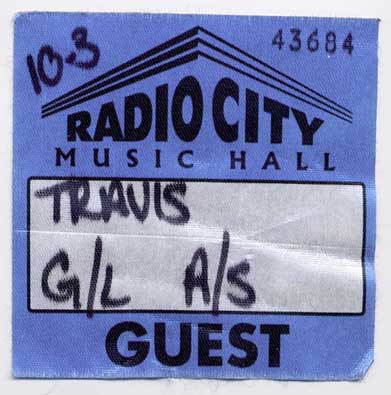 10-3
43684
RADIO CITY
MUSIC HALL
TRAVIS
G/L A/S
GUEST